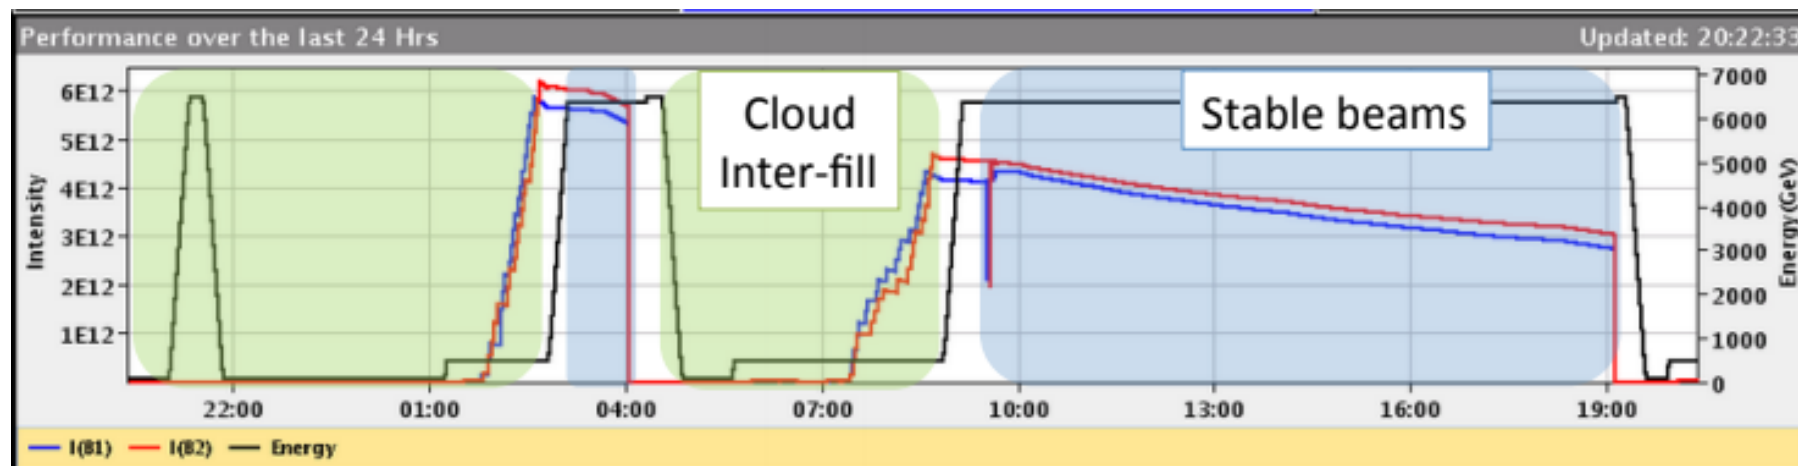 Performance over the last 24 Hrs Updated: 20:22:33
6E12
5E12
4E12
3E12
2E12
1E12
Intensity
Cloud
Inter-fill
Stable beams
7000
6000
5000
4000
3000
2000
1000
0
Energy(GeV)
22:00 01:00 04:00 07:00 10:00 13:00 16:00 19:00
I(B1) I(B2) Energy